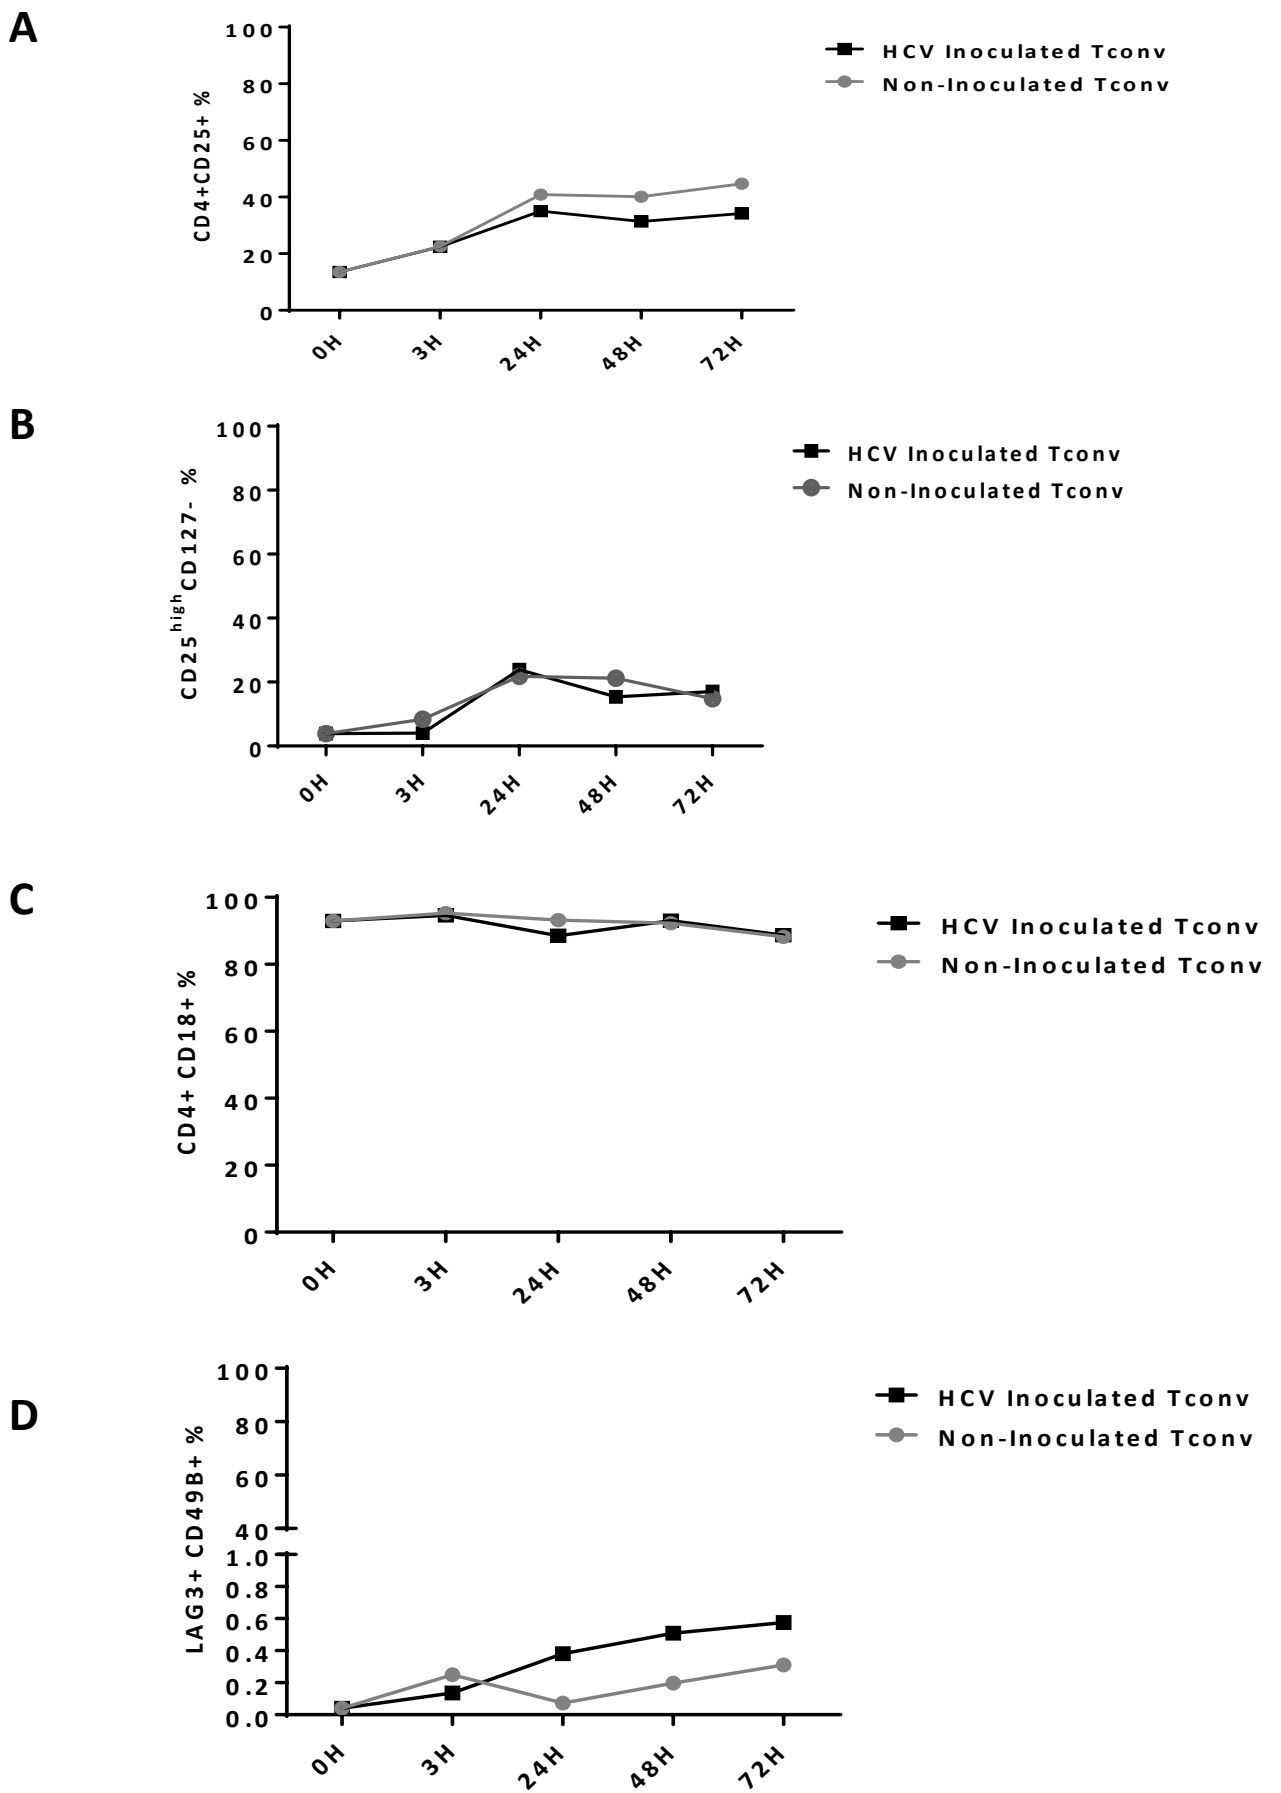 A
100
80
60
40
20
0
CD4+CD25+ %
0H
3H
24H
48H
72H
HCV Inoculated Tconv
Non-Inoculated Tconv
B
100
80
60
40
20
0
CD25high CD127- %
0H
3H
24H
48H
72H
HCV Inoculated Tconv
Non-Inoculated Tconv
C
100
80
60
40
20
0
CD4+ CD18+ %
0H
3H
24H
48H
72H
HCV Inoculated Tconv
Non-Inoculated Tconv
D
100
80
60
40
1.0
0.8
0.6
0.4
0.2
0.0
LAG3+ CD49B+ %
0H
3H
24H
48H
72H
HCV Inoculated Tconv
Non-Inoculated Tconv